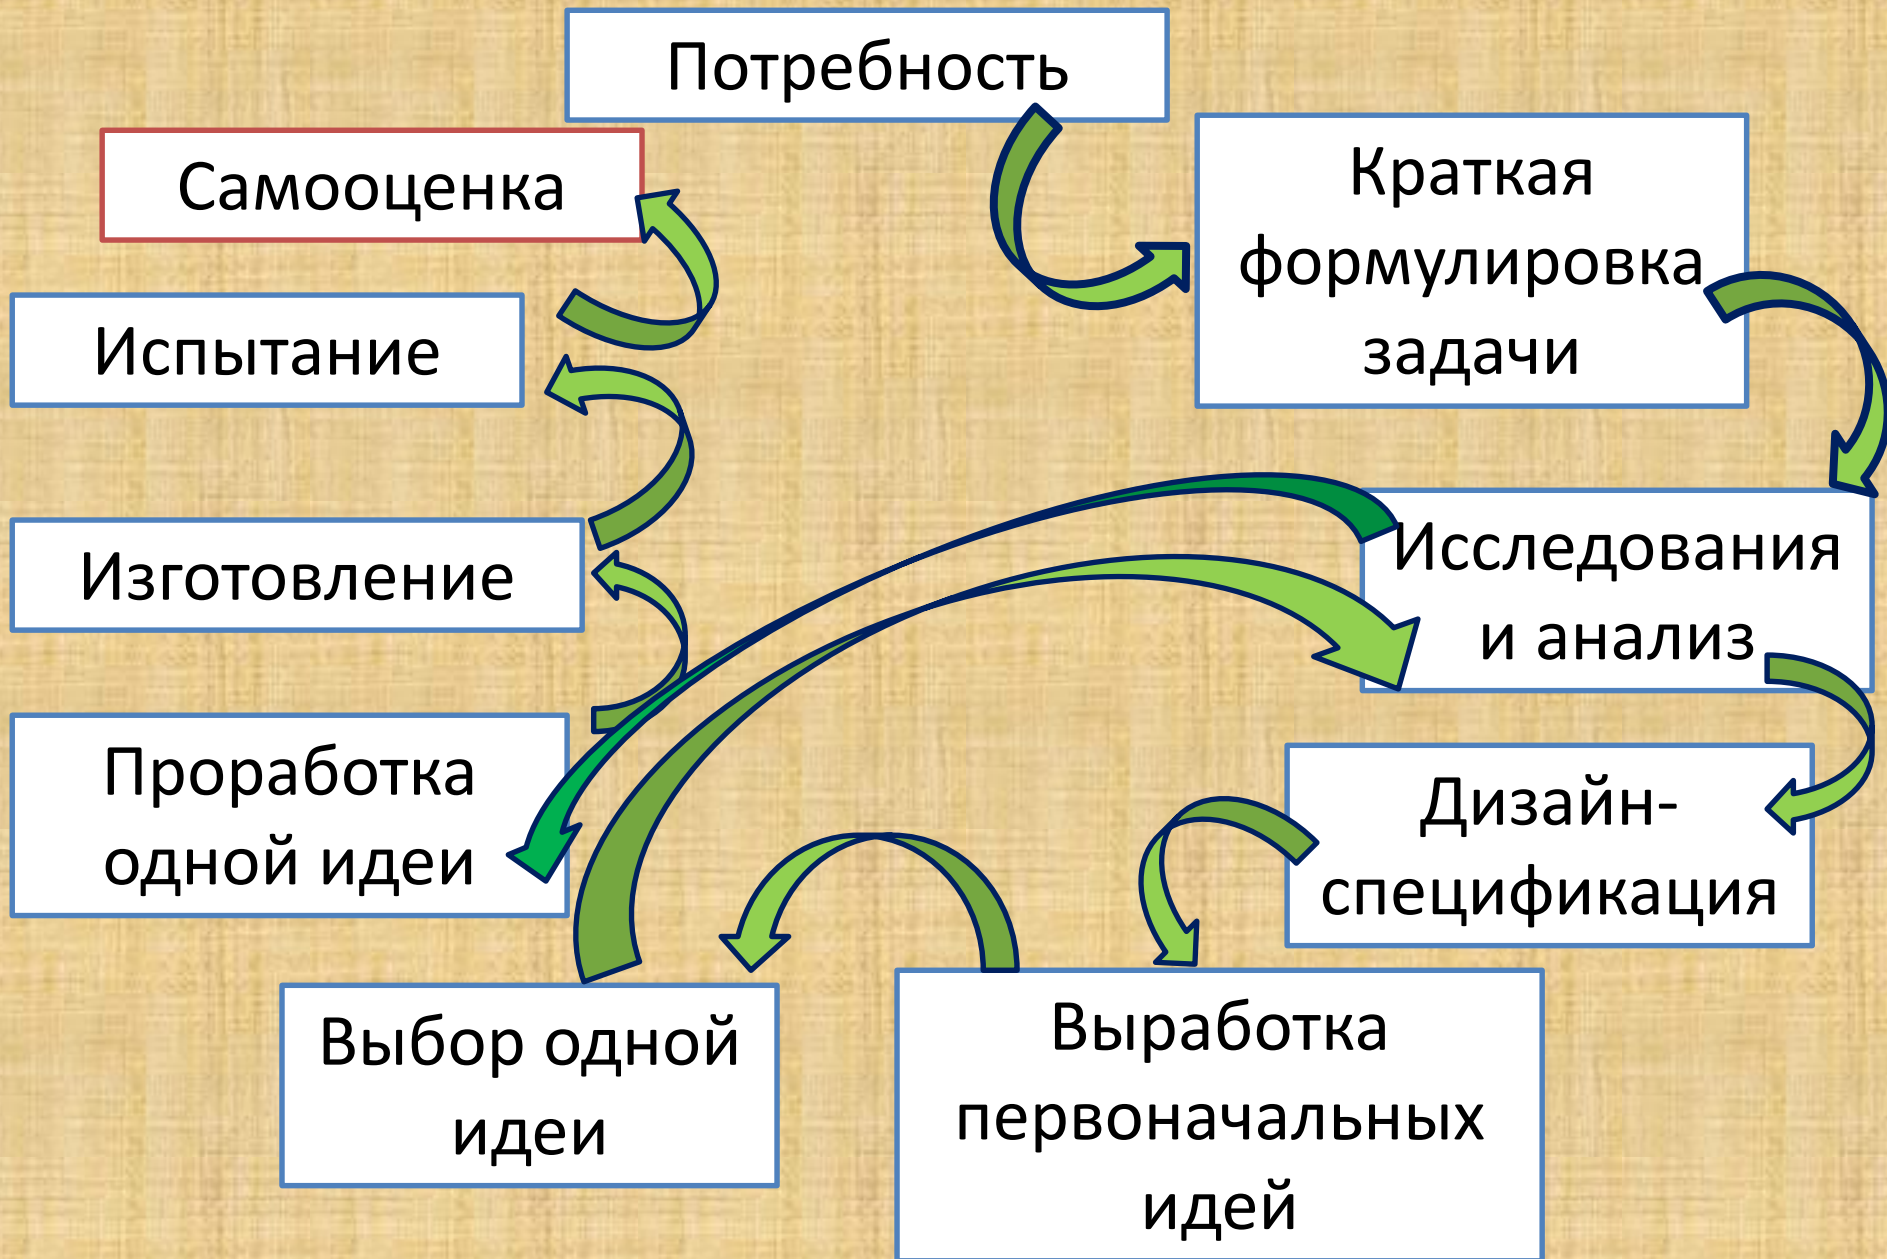 Потребность
Краткая
формулировка
задачи
Исследования
и анализ
Дизайн-
спецификация
Выработка
первоначальных
идей
Выбор одной
идеи
Проработка
одной идеи
Изготовление
Испытание
Самооценка